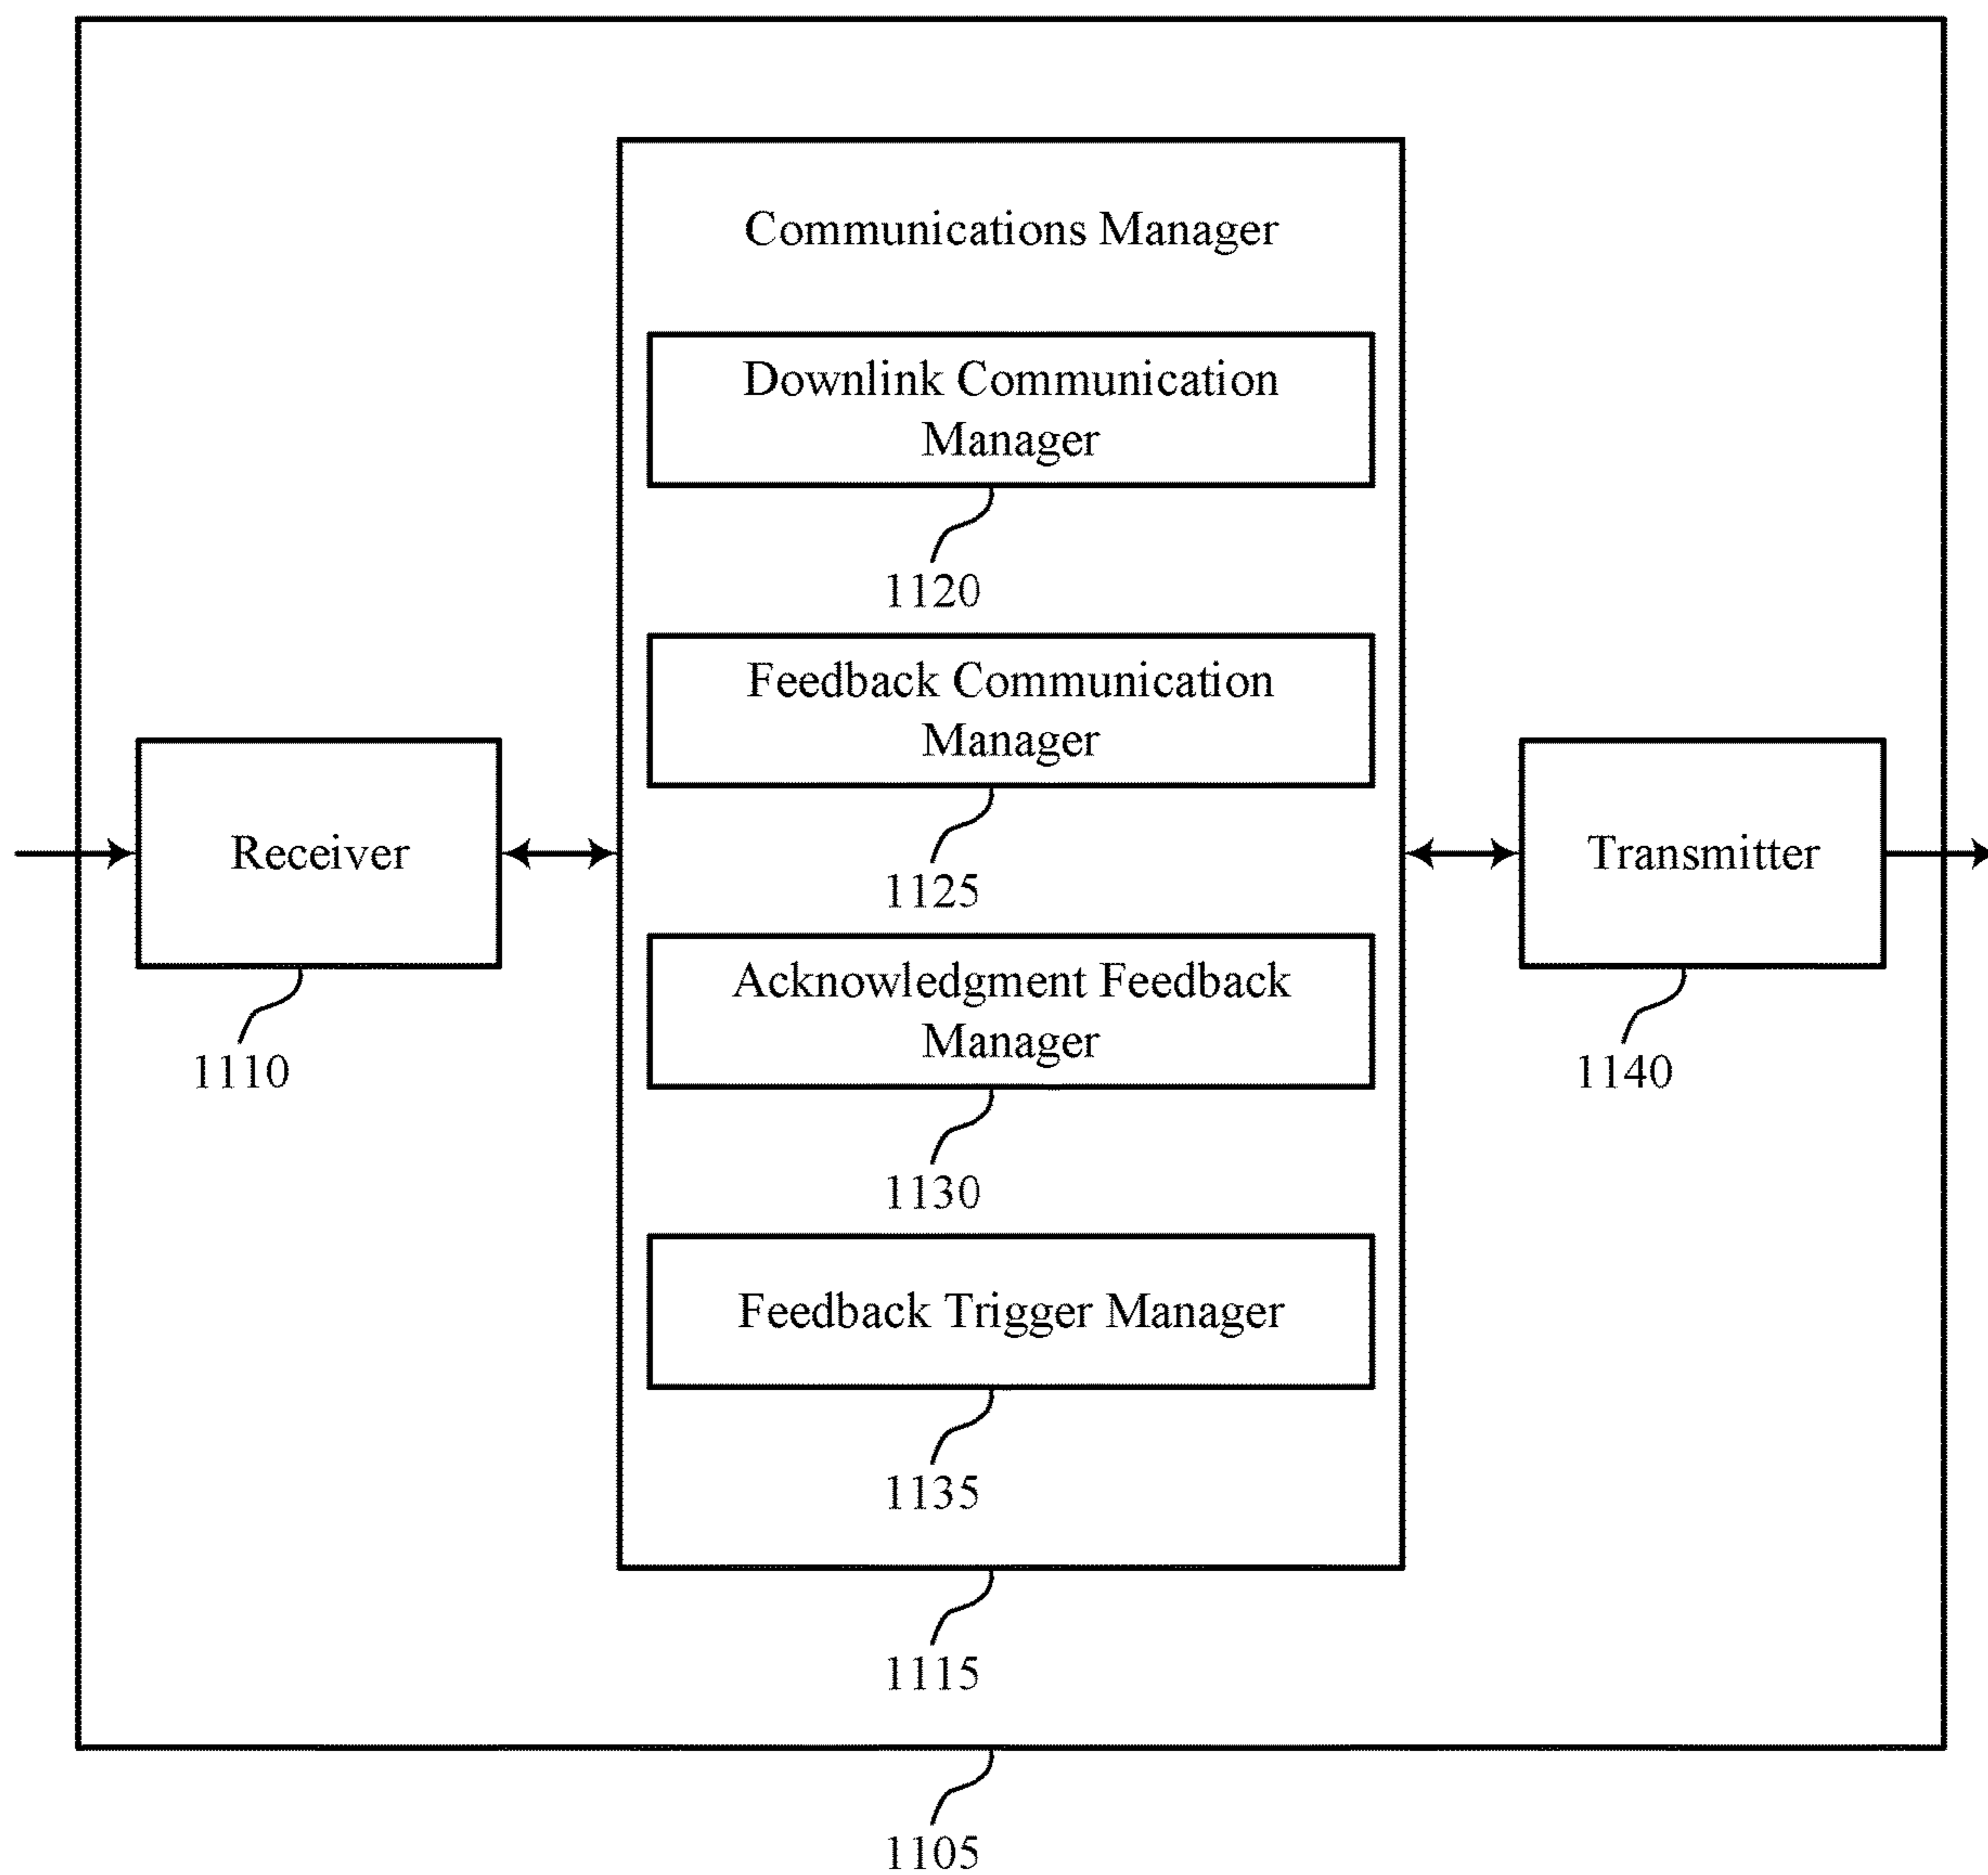 Communications Manager
Downlink Communication
Manager
1120
Feedback Communication
Manager
1125
Receiver
1110
Transmitter
1140
Acknowledgment Feedback
Manager
1130
Feedback Trigger Manager
1135
1115
1105